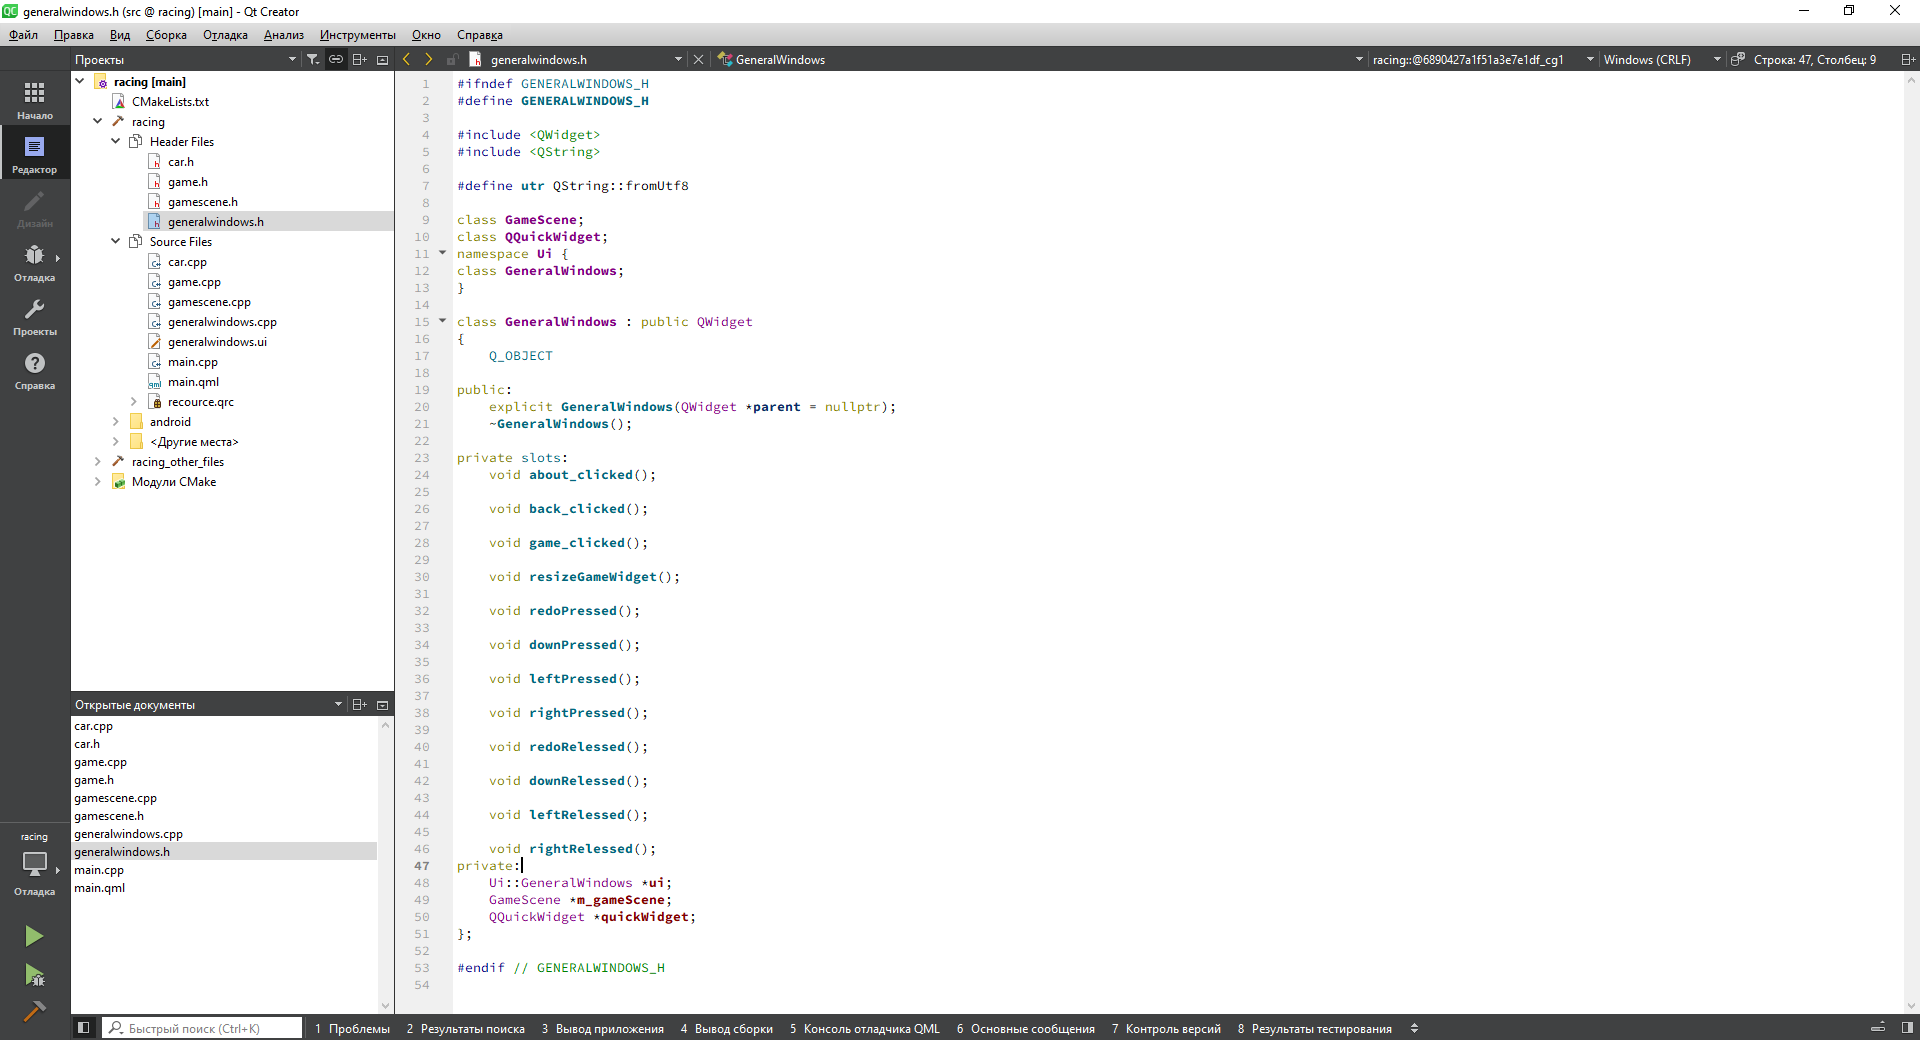 generalwindows.h (src @ racing) [main] - Qt Creator
Файл Правка Вид Сборка Отладка Анализ Инструменты Окно Справка
Проекты
generalwindows.h
GeneralWindows
racing::@6890427a1f51a3e7e1df_cg1
Windows (CRLF)
Строка: 47, Столбец: 9
Начало
Редактор
Дизайн
Отладка
Проекты
Справка
racing
Отладка
racing [main]
CMakeLists.txt
racing
Header Files
car.h
game.h
gamescene.h
generalwindows.h
Source Files
car.cpp
game.cpp
gamescene.cpp
generalwindows.cpp
generalwindows.ui
main.cpp
main.qml
recource.qrc
android
<Другие места>
racing_other_files
Модули CMake
Открытые документы
car.cpp
car.h
game.cpp
game.h
gamescene.cpp
gamescene.h
generalwindows.cpp
generalwindows.h
main.cpp
main.qml
1 #ifndef GENERALWINDOWS_H
2 #define GENERALWINDOWS_H
3
4 #include <QWidget>
5 #include <QString>
6
7 #define utr QString::fromUtf8
8
9 class GameScene;
10 class QQuickWidget;
11 namespace Ui {
12 class GeneralWindows;
13 }
14
15 class GeneralWindows : public QWidget
16 {
17     Q_OBJECT
18
19 public:
20     explicit GeneralWindows(QWidget *parent = nullptr);
21     ~GeneralWindows();
22
23 private slots:
24     void about_clicked();
25
26     void back_clicked();
27
28     void game_clicked();
29
30     void resizeGameWidget();
31
32     void redoPressed();
33
34     void downPressed();
35
36     void leftPressed();
37
38     void rightPressed();
39
40     void redoRelessed();
41
42     void downRelessed();
43
44     void leftRelessed();
45
46     void rightRelessed();
47 private:
48     Ui::GeneralWindows *ui;
49     GameScene *m_gameScene;
50     QQuickWidget *quickWidget;
51 };
52
53 #endif // GENERALWINDOWS_H
54
Быстрый поиск (Ctrl+K)
1 Проблемы 2 Результаты поиска 3 Вывод приложения 4 Вывод сборки 5 Консоль отладчика QML 6 Основные сообщения 7 Контроль версий 8 Результаты тестирования